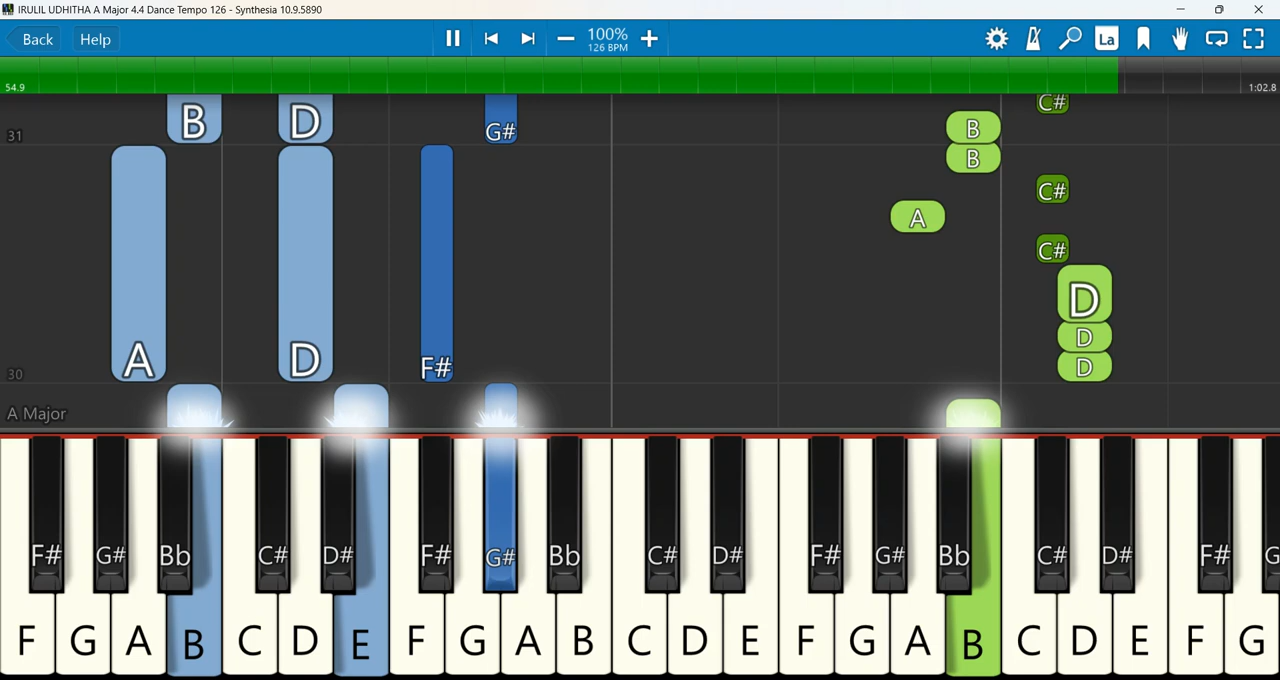 IRULIL UDHITHA A Major 4.4 Dance Tempo 126 - Synthesia 10.9.5890
Back Help 100% La
126 BPM
54.9 1:02.8
C#
B D G# B
31
B
C#
A
C#
D
D
A D F# D
30
A Major
F# G# Bb C# D# F# G# Bb C# D# F# G# Bb C# D# F# G
F G A B C D E F G A B C D E F G A B C D E F G